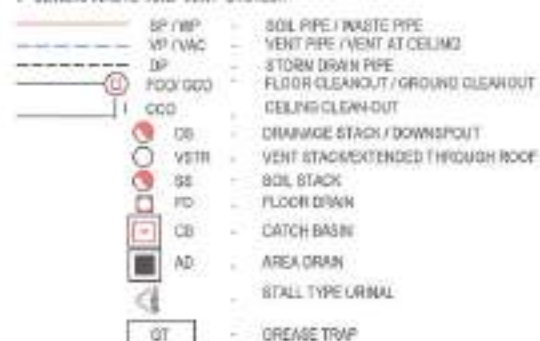 SP / WP - SOIL PIPE / WASTE PIPE
VP / VAC - VENT PIPE / VENT AT CEILING
DP - STORM DRAIN PIPE
FCO/ GCO - FLOOR CLEANOUT / GROUND CLEANOUT
CCO - CEILING CLEAN-OUT
DS - DRAINAGE STACK / DOWNSPOUT
VSTR - VENT STACK/EXTENDED THROUGH ROOF
SS - SOIL STACK
FD - FLOOR DRAIN
CB - CATCH BASIN
AD - AREA DRAIN
- STALL TYPE URINAL
GT - GREASE TRAP